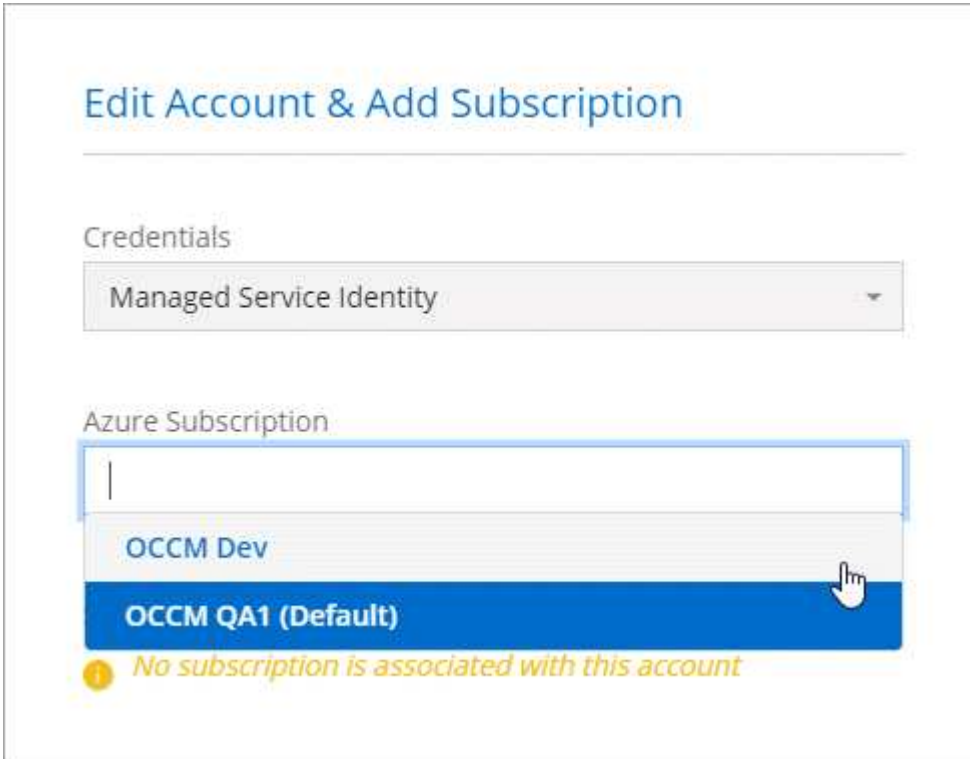 Edit Account & Add Subscription
Credentials
Managed Service Identity
Azure Subscription
OCCM Dev
OCCM QA1 (Default)
No subscription is associated with this account